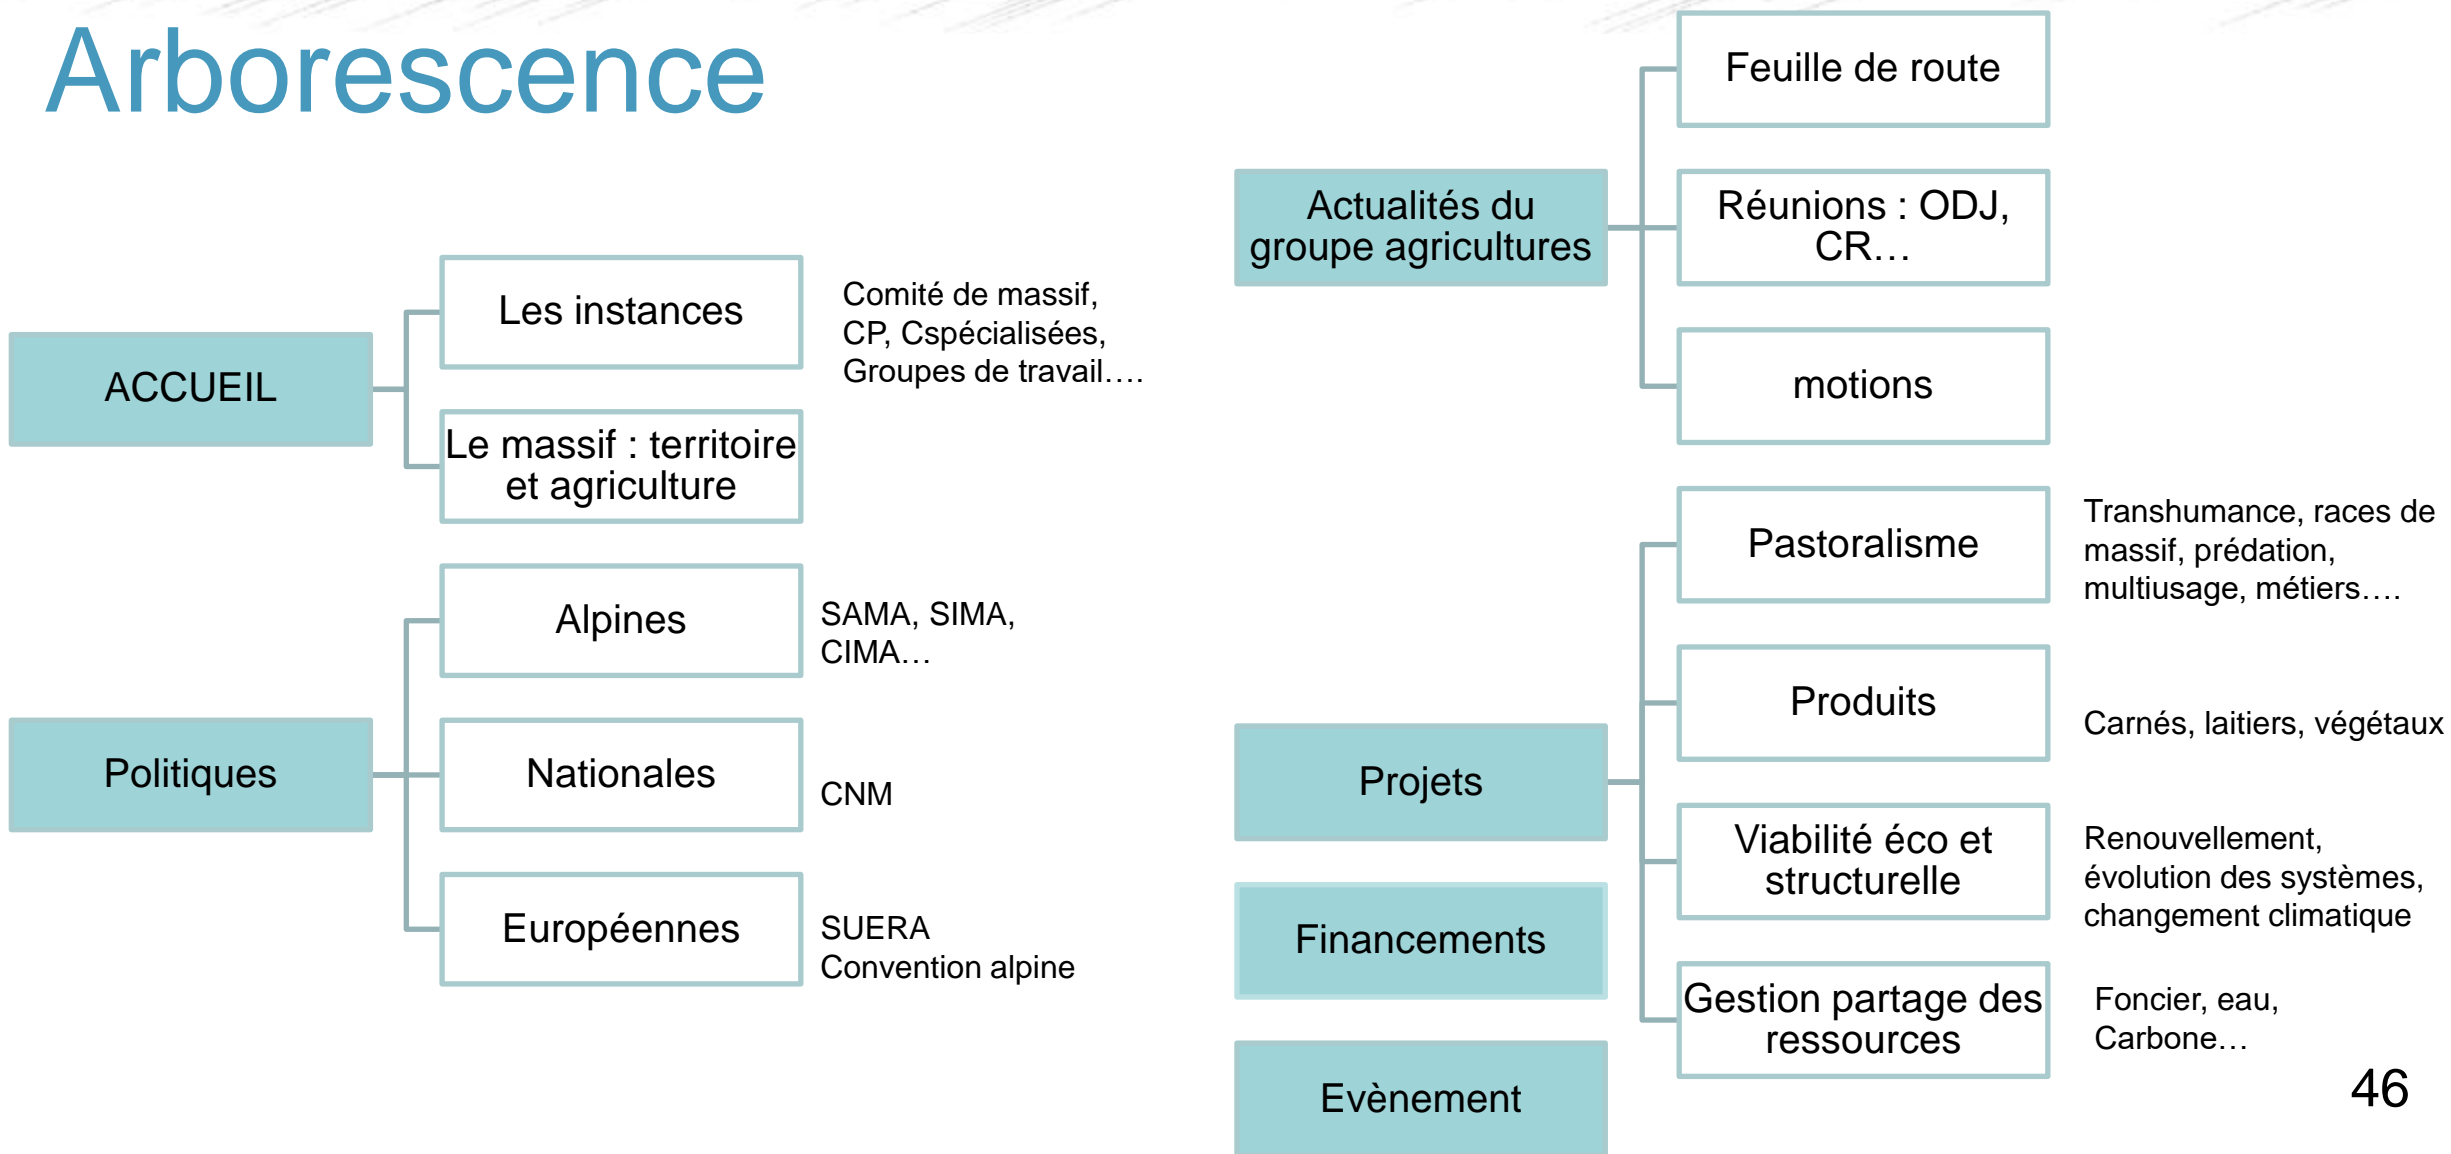 Arborescence
ACCUEIL
Les instances
Comité de massif,
CP, Cspécialisées,
Groupes de travail….
Le massif : territoire
et agriculture
Politiques
Alpines
SAMA, SIMA,
CIMA…
Nationales
CNM
Européennes
SUERA
Convention alpine
Actualités du
groupe agricultures
Feuille de route
Réunions : ODJ,
CR…
motions
Projets
Pastoralisme
Transhumance, races de
massif, prédation,
multiusage, métiers….
Produits
Carnés, laitiers, végétaux
Viabilité éco et
structurelle
Renouvellement,
évolution des systèmes,
changement climatique
Gestion partage des
ressources
Foncier, eau,
Carbone…
Financements
Evènement
46